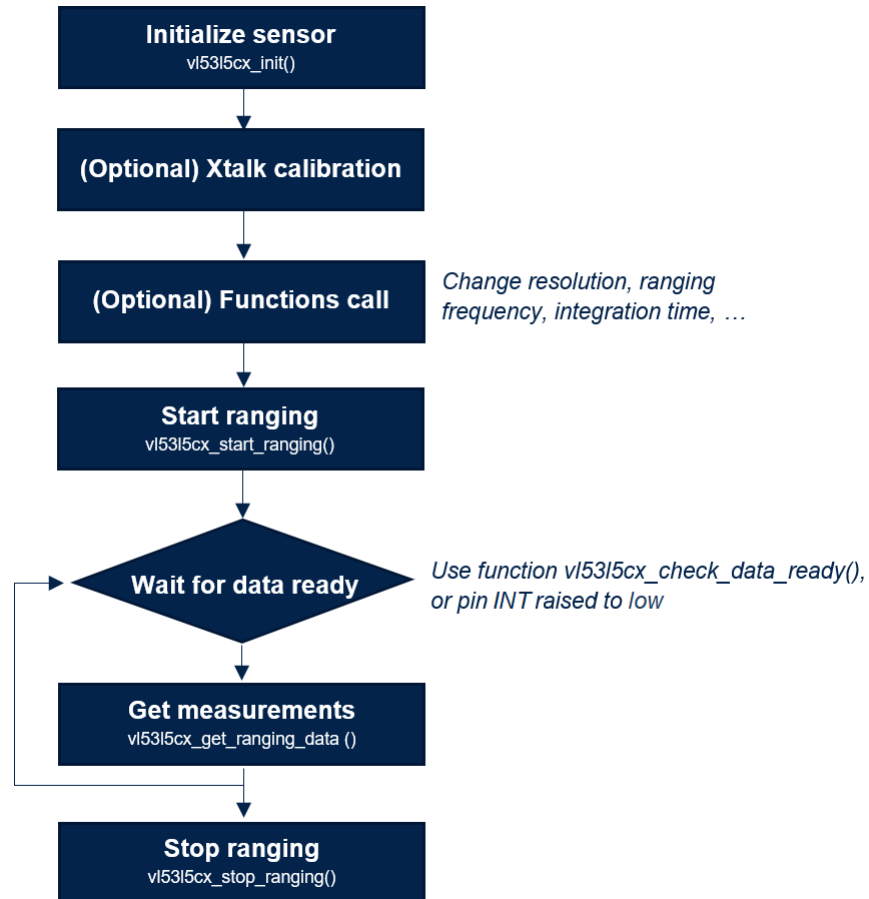 Initialize sensor
vl53l5cx_init()
(Optional) Xtalk calibration
(Optional) Functions call
Change resolution, ranging
frequency, integration time, …
Start ranging
vl53l5cx_start_ranging()
Wait for data ready
Use function vl53l5cx_check_data_ready(),
or pin INT raised to low
Get measurements
vl53l5cx_get_ranging_data ()
Stop ranging
vl53l5cx_stop_ranging()